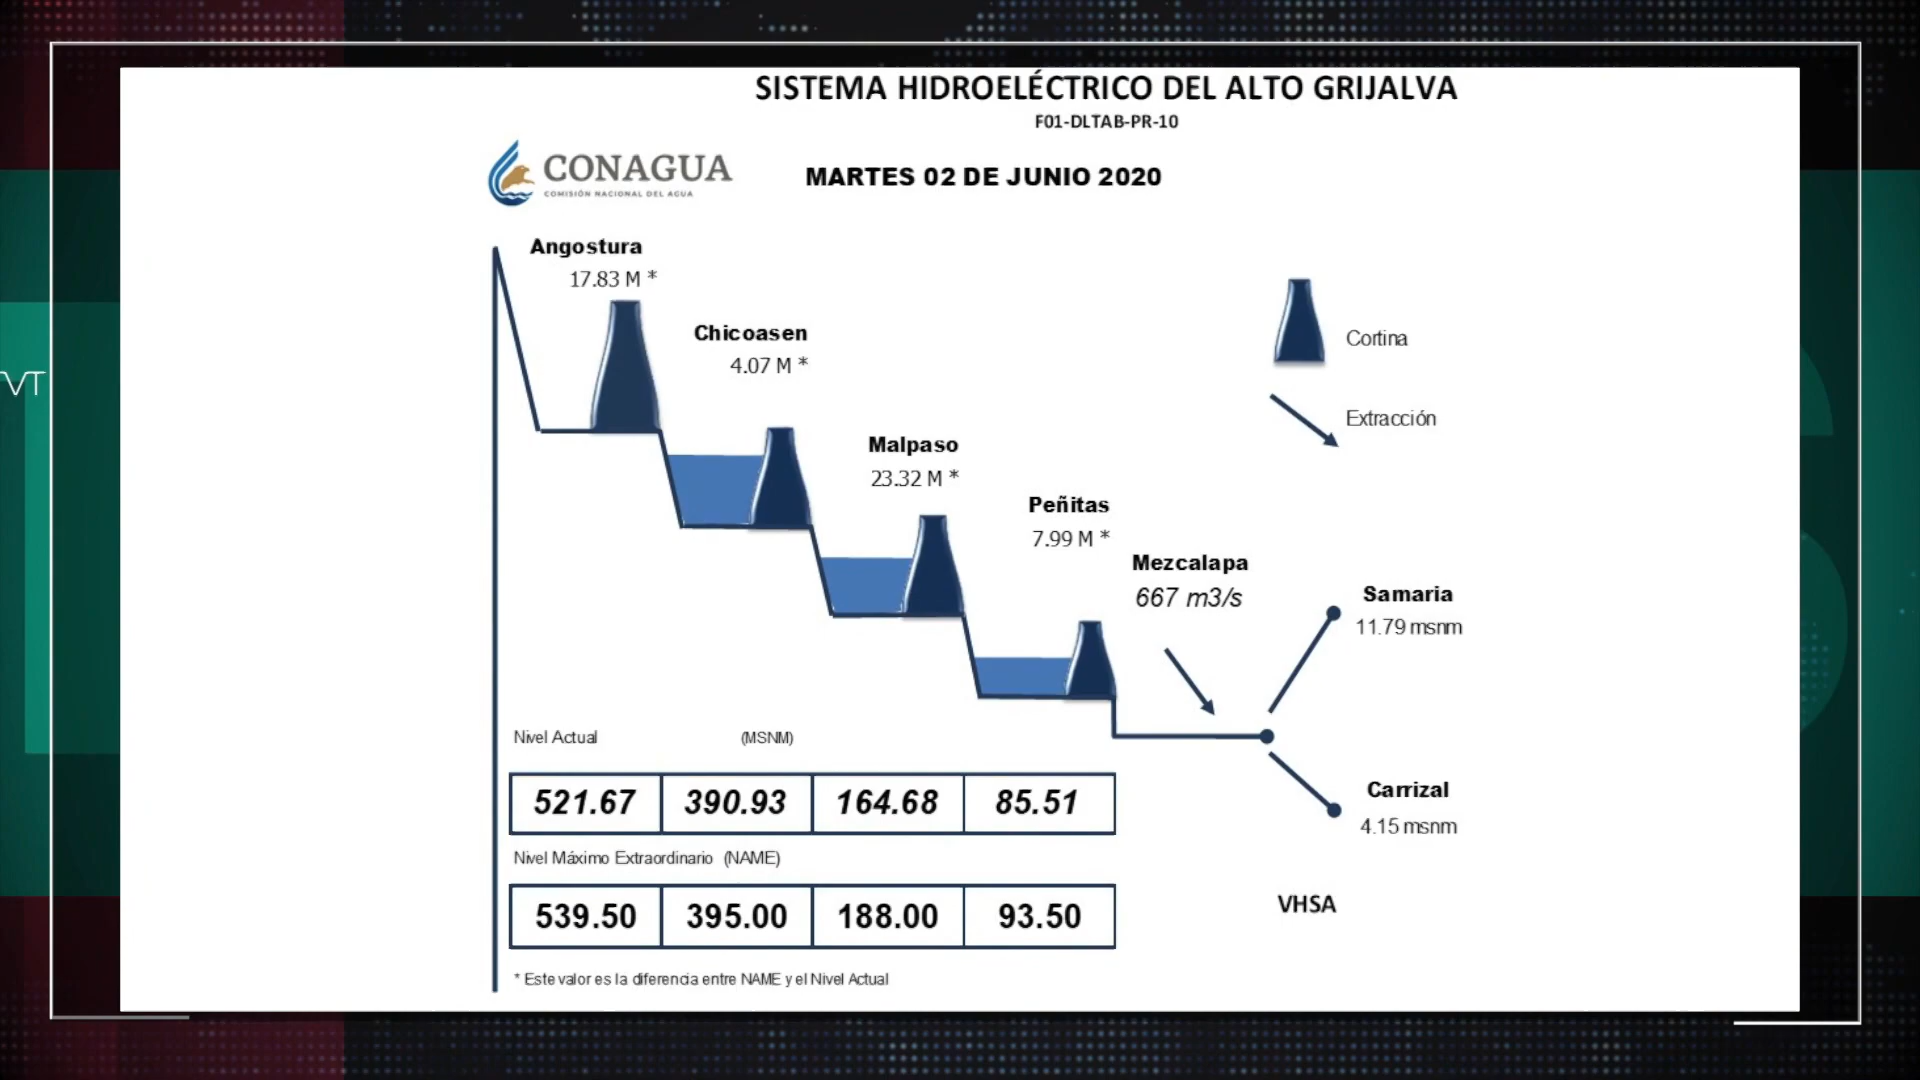 SISTEMA HIDROELÉCTRICO DEL ALTO GRIJALVA
F01-DLTAB-PR-10
CONAGUA
COMISIÓN NACIONAL DEL AGUA
MARTES 02 DE JUNIO 2020
Angostura
17.83 M *
Chicoasen
4.07 M *
Malpaso
23.32 M *
Peñitas
7.99 M *
Mezcalapa
667 m3/s
Cortina
Extracción
Samaria
11.79 msnm
Carrizal
4.15 msnm
VHSA
Nivel Actual (MSNM)
521.67 390.93 164.68 85.51
Nivel Máximo Extraordinario (NAME)
539.50 395.00 188.00 93.50
* Este valor es la diferencia entre NAME y el Nivel Actual
VT